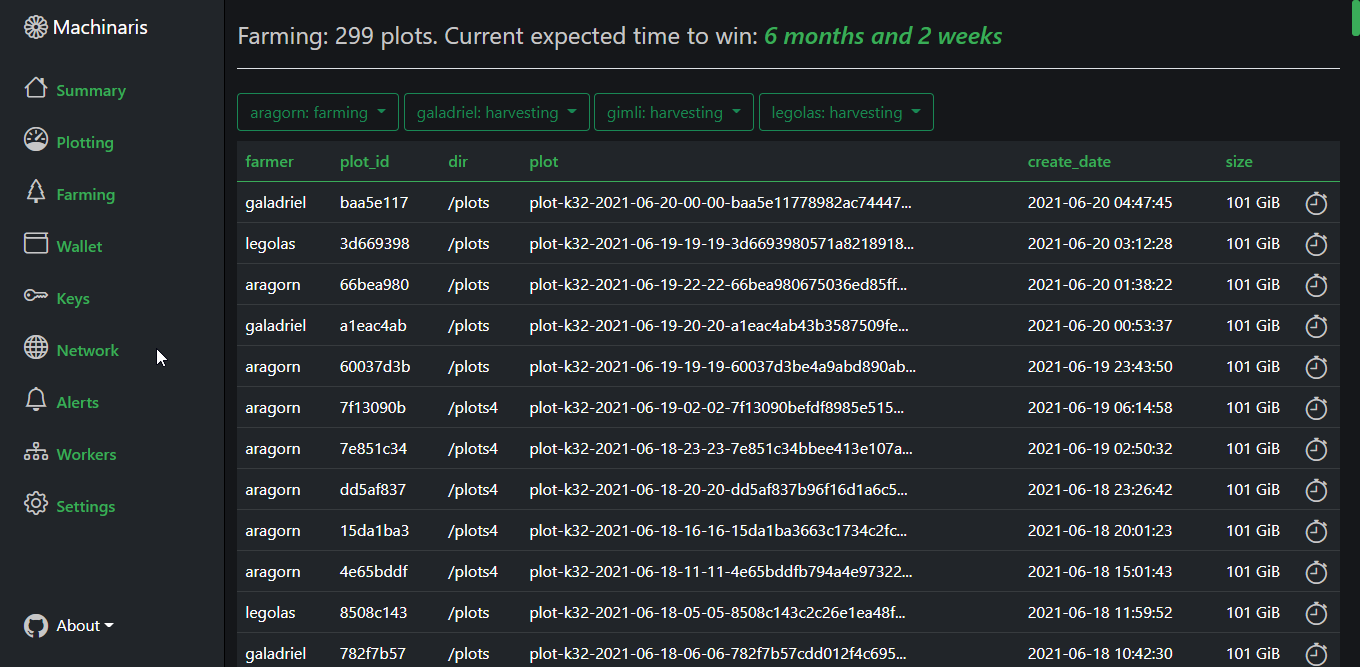 Machinaris
Summary
Plotting
Farming
Wallet
Keys
Network
Alerts
Workers
Settings
About
Farming: 299 plots. Current expected time to win: 6 months and 2 weeks
aragorn: farming galadriel: harvesting gimli: harvesting legolas: harvesting
farmer plot_id dir plot create_date size
galadriel baa5e117 /plots plot-k32-2021-06-20-00-00-baa5e11778982ac74447... 2021-06-20 04:47:45 101 GiB
legolas 3d669398 /plots plot-k32-2021-06-19-19-19-3d6693980571a8218918... 2021-06-20 03:12:28 101 GiB
aragorn 66bea980 /plots plot-k32-2021-06-19-22-22-66bea980675036ed85ff... 2021-06-20 01:38:22 101 GiB
galadriel a1eac4ab /plots plot-k32-2021-06-19-20-20-a1eac4ab43b3587509fe... 2021-06-20 00:53:37 101 GiB
aragorn 60037d3b /plots plot-k32-2021-06-19-19-19-60037d3be4a9abd890ab... 2021-06-19 23:43:50 101 GiB
aragorn 7f13090b /plots4 plot-k32-2021-06-19-02-02-7f13090befdf8985e515... 2021-06-19 06:14:58 101 GiB
aragorn 7e851c34 /plots4 plot-k32-2021-06-18-23-23-7e851c34bbee413e107a... 2021-06-19 02:50:32 101 GiB
aragorn dd5af837 /plots4 plot-k32-2021-06-18-20-20-dd5af837b96f16d1a6c5... 2021-06-18 23:26:42 101 GiB
aragorn 15da1ba3 /plots4 plot-k32-2021-06-18-16-16-15da1ba3663c1734c2fc... 2021-06-18 20:01:23 101 GiB
aragorn 4e65bddf /plots4 plot-k32-2021-06-18-11-11-4e65bddfb794a4e97322... 2021-06-18 15:01:43 101 GiB
legolas 8508c143 /plots plot-k32-2021-06-18-05-05-8508c143c2c26e1ea48f... 2021-06-18 11:59:52 101 GiB
galadriel 782f7b57 /plots plot-k32-2021-06-18-06-06-782f7b57cdd012f4c695... 2021-06-18 10:42:30 101 GiB